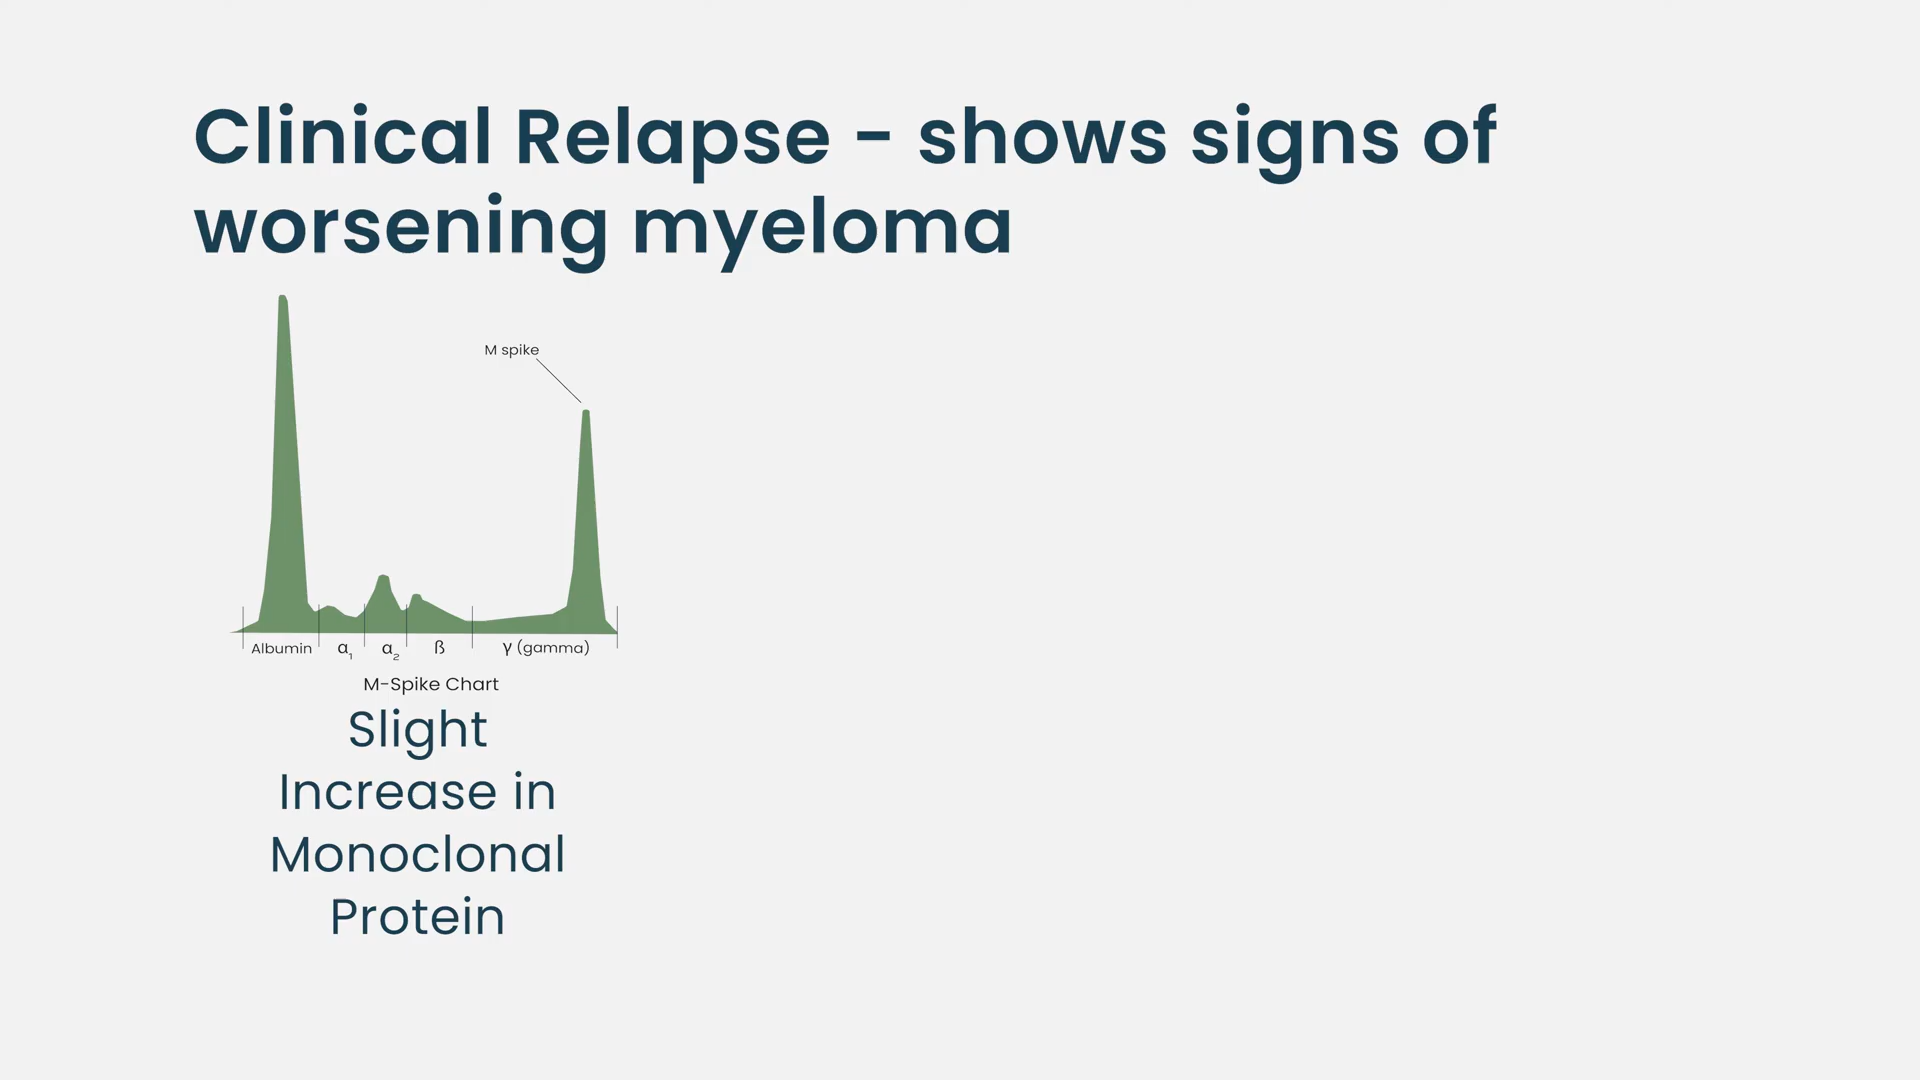 Clinical Relapse - shows signs of
worsening myeloma
M spike
Albumin α₁ α₂ ß γ (gamma)
M-Spike Chart
Slight
Increase in
Monoclonal
Protein